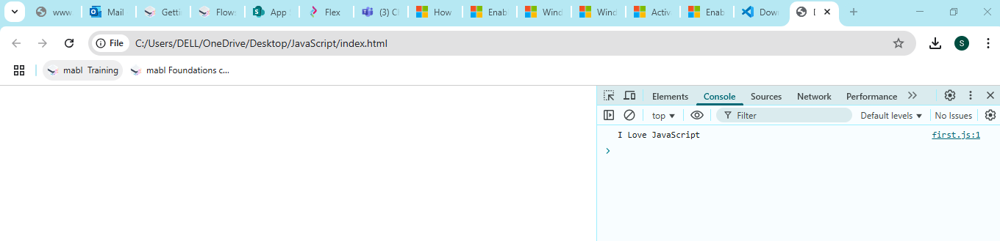 www Mail Getti Flows App Flex (3) Cl How Enab Wind Wind Activ Enab Dow
File C:/Users/DELL/OneDrive/Desktop/JavaScript/index.html S
mabl Training mabl Foundations c...
Elements Console Sources Network Performance
top Filter Default levels No Issues
I Love JavaScript first.js:1